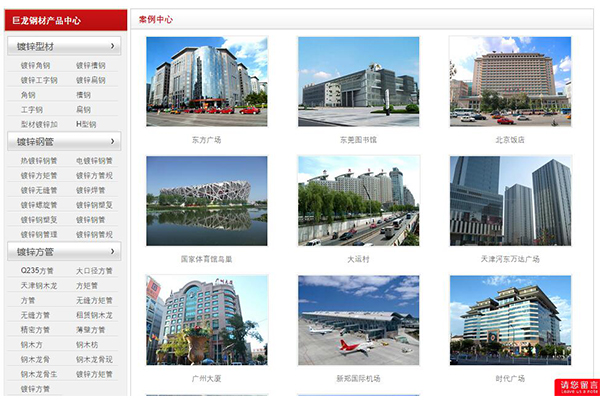 巨龙钢材产品中心
镀锌型材
镀锌角钢 镀锌槽钢
镀锌工字钢 镀锌扁钢
角钢 槽钢
工字钢 扁钢
型材镀锌加 H型钢
镀锌钢管
热镀锌钢管 电镀锌钢管
镀锌方矩管 镀锌方管规
镀锌无缝管 镀锌焊管
镀锌螺旋管 镀锌钢塑复
镀锌钢塑复 镀锌钢管
镀锌钢管理 镀锌钢管规
镀锌方管
Q235方管 大口径方管
天津钢木龙 方矩管
方管 无缝方矩管
无缝方管 租赁钢木龙
精密方管 薄壁方管
钢木方 钢木枋
钢木龙骨 钢木龙骨现
钢木龙骨生 镀锌方矩管
镀锌方管
案例中心
东方广场 东莞图书馆 北京饭店
国家体育馆鸟巢 大运村 天津河东万达广场
广州大厦 新郑国际机场 时代广场
请您留言
Leave us a note